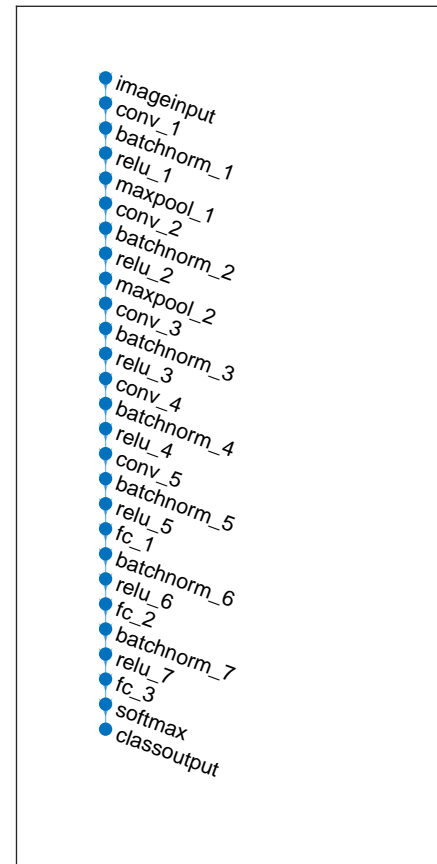 imageinput
conv_1
batchnorm_1
relu_1
maxpool_1
conv_2
batchnorm_2
relu_2
maxpool_2
conv_3
batchnorm_3
relu_3
conv_4
batchnorm_4
relu_4
conv_5
batchnorm_5
relu_5
fc_1
batchnorm_6
relu_6
fc_2
batchnorm_7
relu_7
fc_3
softmax
classoutput